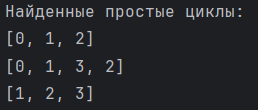 Найденные простые циклы:
[0, 1, 2]
[0, 1, 3, 2]
[1, 2, 3]